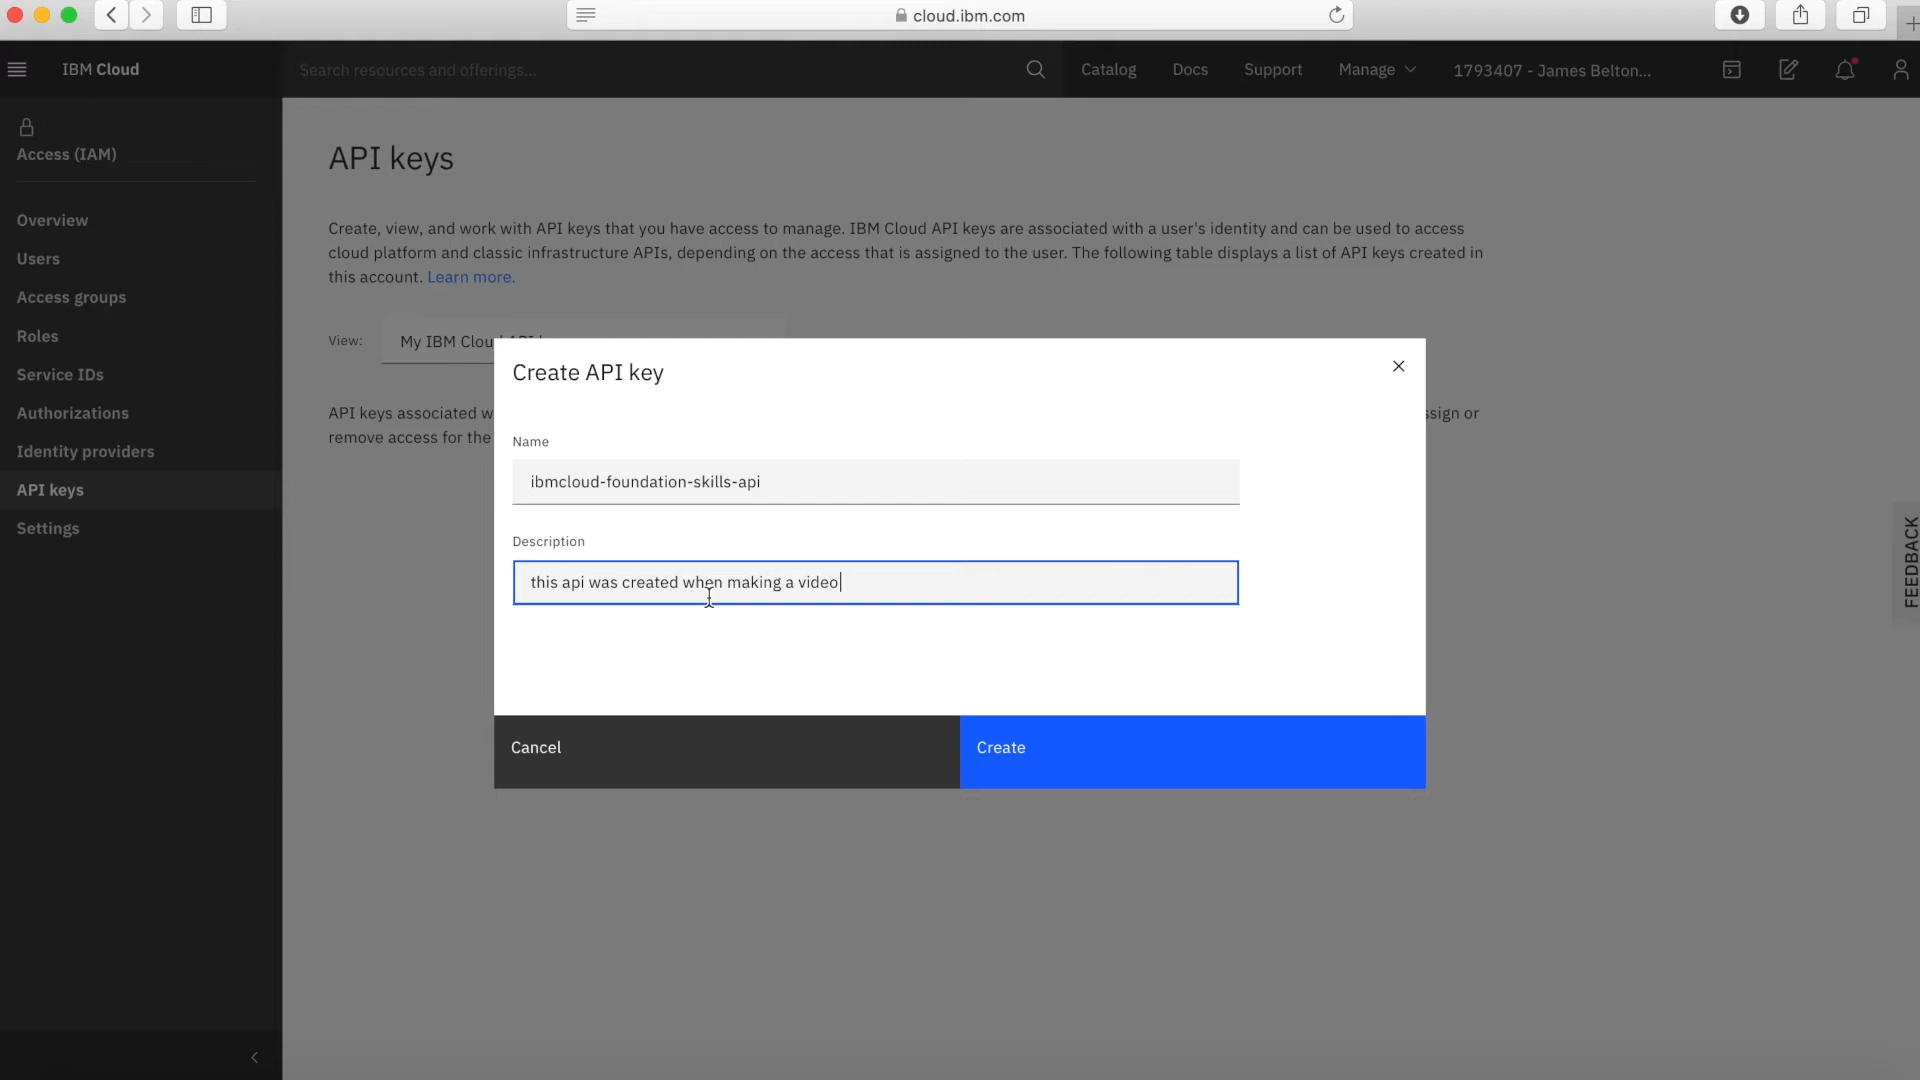 cloud.ibm.com
IBM Cloud
Search resources and offerings...
Catalog
Docs
Support
Manage
1793407 - James Belton...
Access (IAM)
Overview
Users
Access groups
Roles
Service IDs
Authorizations
Identity providers
API keys
Settings
API keys
Create, view, and work with API keys that you have access to manage. IBM Cloud API keys are associated with a user's identity and can be used to access
cloud platform and classic infrastructure APIs, depending on the access that is assigned to the user. The following table displays a list of API keys created in
this account. Learn more.
View:
My IBM Clou
API keys associated w
ssign or
remove access for the
Create API key
Name
ibmcloud-foundation-skills-api
Description
this api was created when making a video
Cancel
Create
FEEDBACK